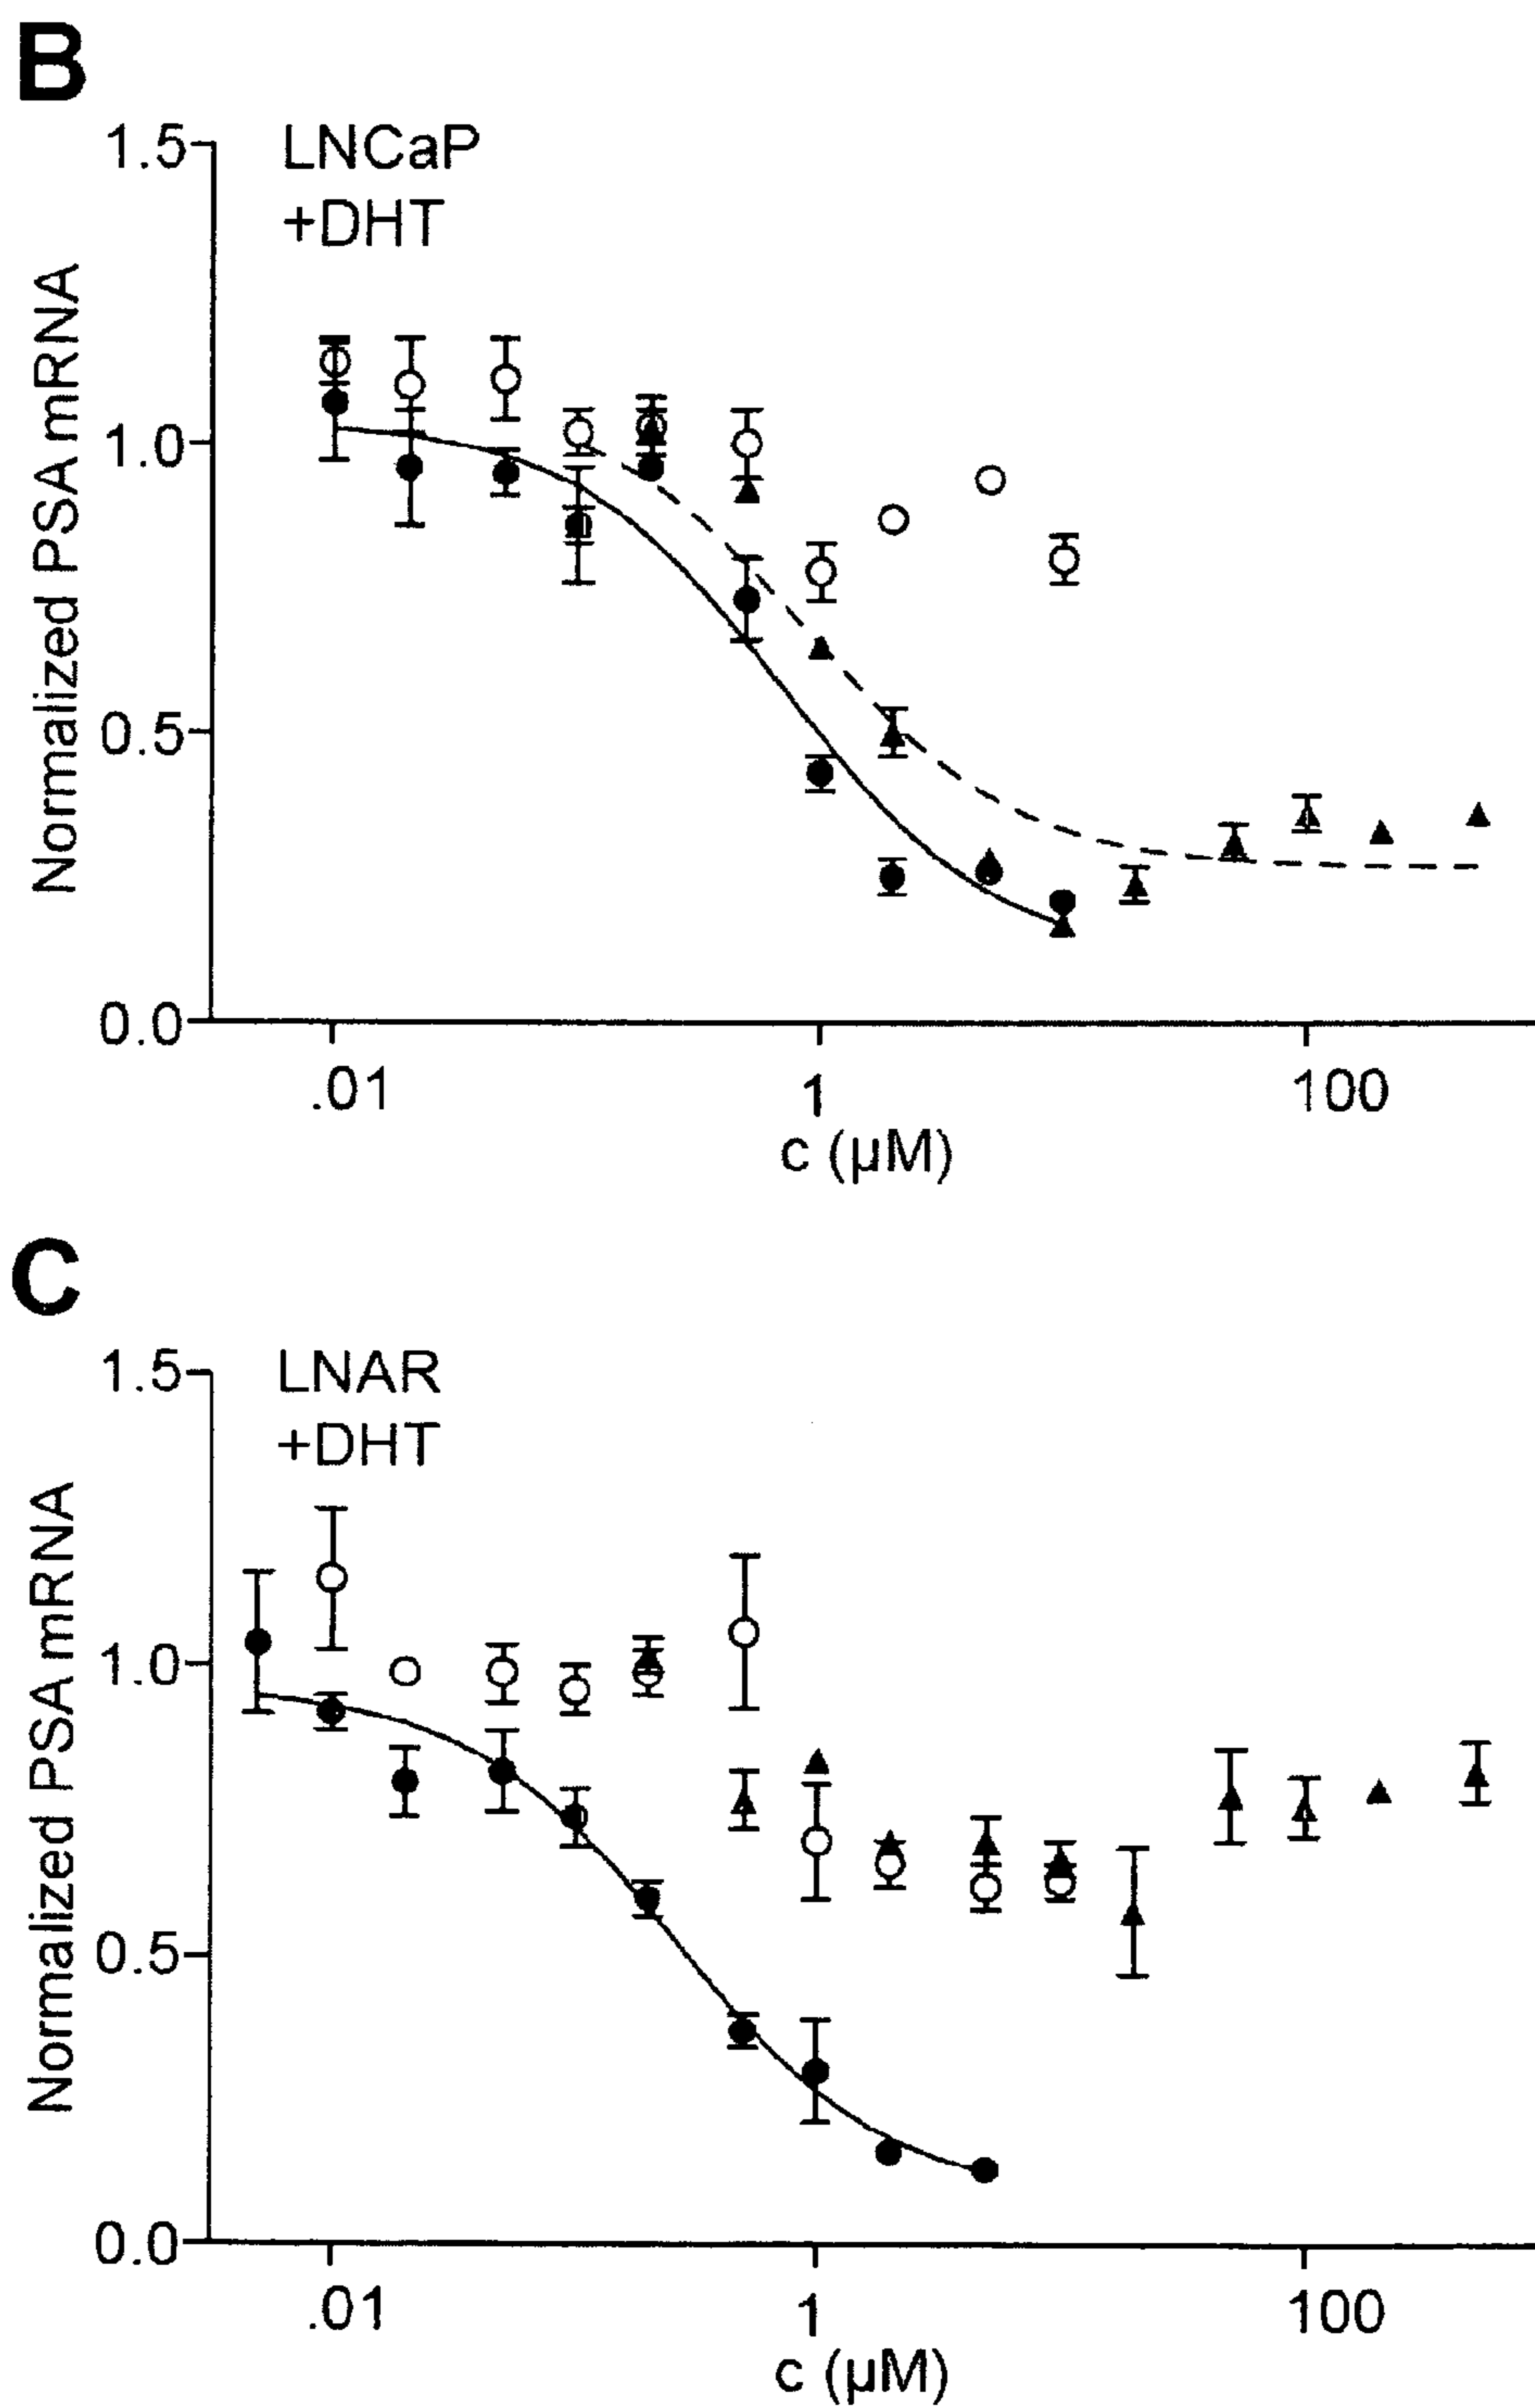 B
1.5
LNCaP
+DHT
Normalized PSA mRNA
1.0
0.5
0.0
.01
1
100
c (µM)
C
1.5
LNAR
+DHT
Normalized PSA mRNA
1.0
0.5
0.0
.01
1
100
c (µM)